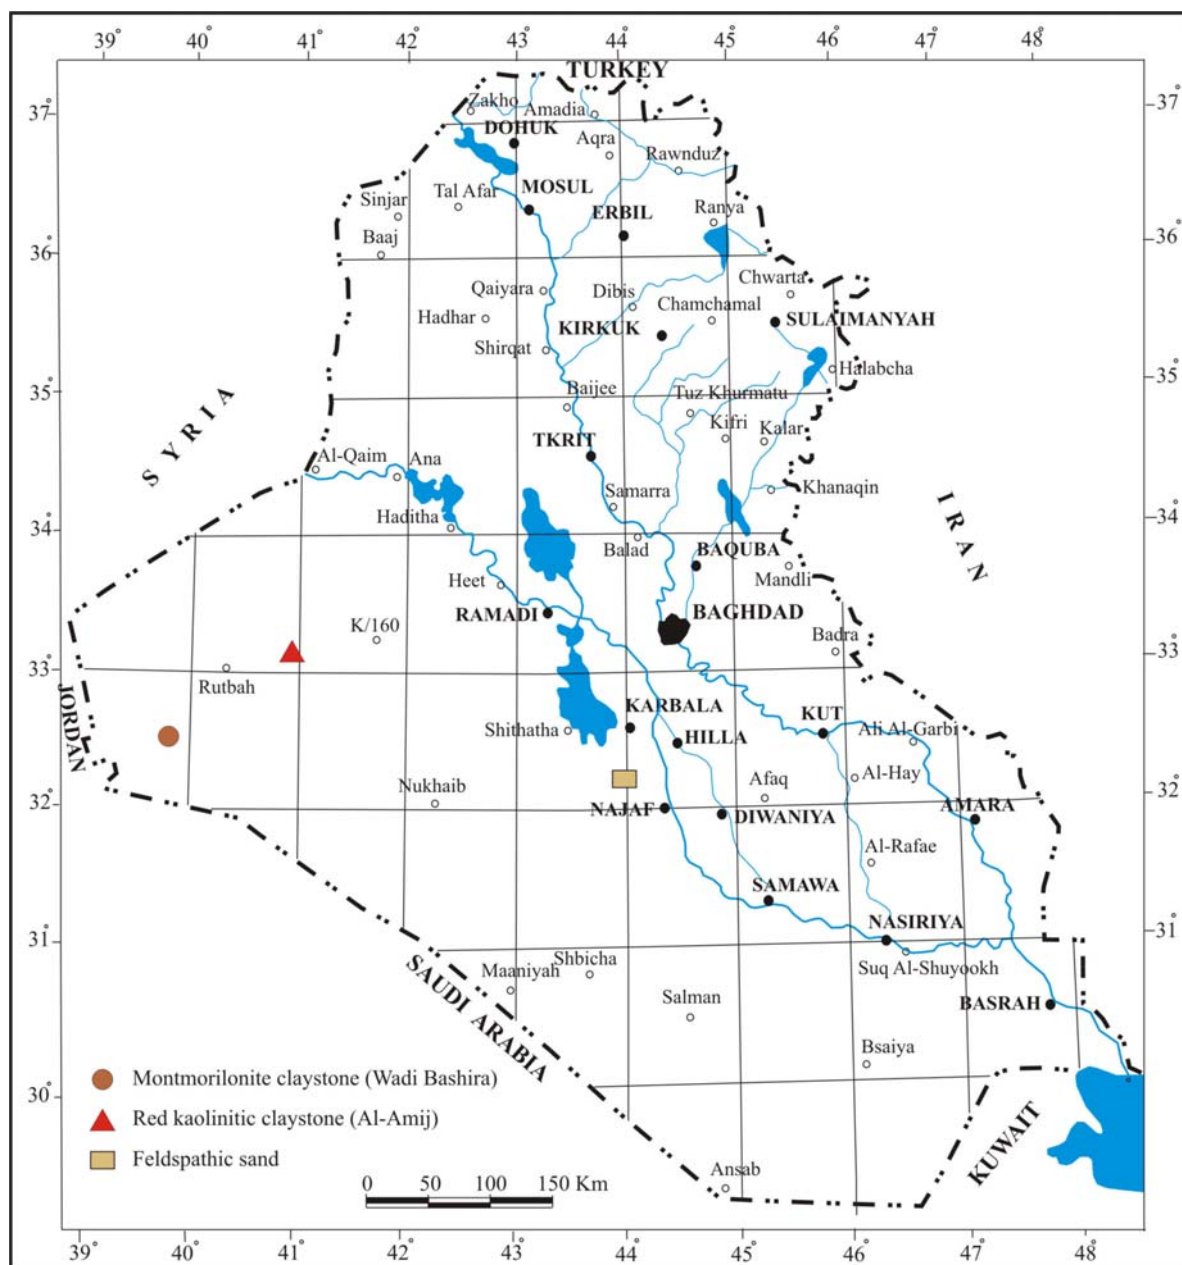 39° 40° 41° 42° 43° 44° 45° 46° 47° 48°
TURKEY
37° Zakho Amadia 37°
DOHUK
Aqra
Rawnduz
Tal Afar MOSUL
Sinjar ERBIL Ranya
Baaj
36° 36°
Chwarta
Qaiyara Dibis
Chamchamal
Hadhar KIRKUK SULAIMANYAH
Shirqat
Halabcha
35° Baijee Tuz Khurmatu 35°
Kifri Kalar
TKRIT
SYRIA
Al-Qaim Ana
Samarra Khanaqin
IRAN
Haditha
34° 34°
Balad BAQUBA
Heet Mandli
RAMADI BAGHDAD
K/160 Badra
33° 33°
Rutbah
JORDAN
KARBALA KUT
Shithatha HILLA Ali Al-Garbi
Nukhaib Afaq Al-Hay
32° NAJAF DIWANIYA AMARA 32°
Al-Rafae
SAMAWA
NASIRIYA
31° 31°
Shbicha Suq Al-Shuyookh
Maaniyah
SAUDI ARABIA
Salman BASRAH
Bsaiya
30° 30°
Montmorilonite claystone (Wadi Bashira)
Red kaolinitic claystone (Al-Amij)
KUWAIT
Feldspathic sand
Ansab
0 50 100 150 Km
39° 40° 41° 42° 43° 44° 45° 46° 47° 48°